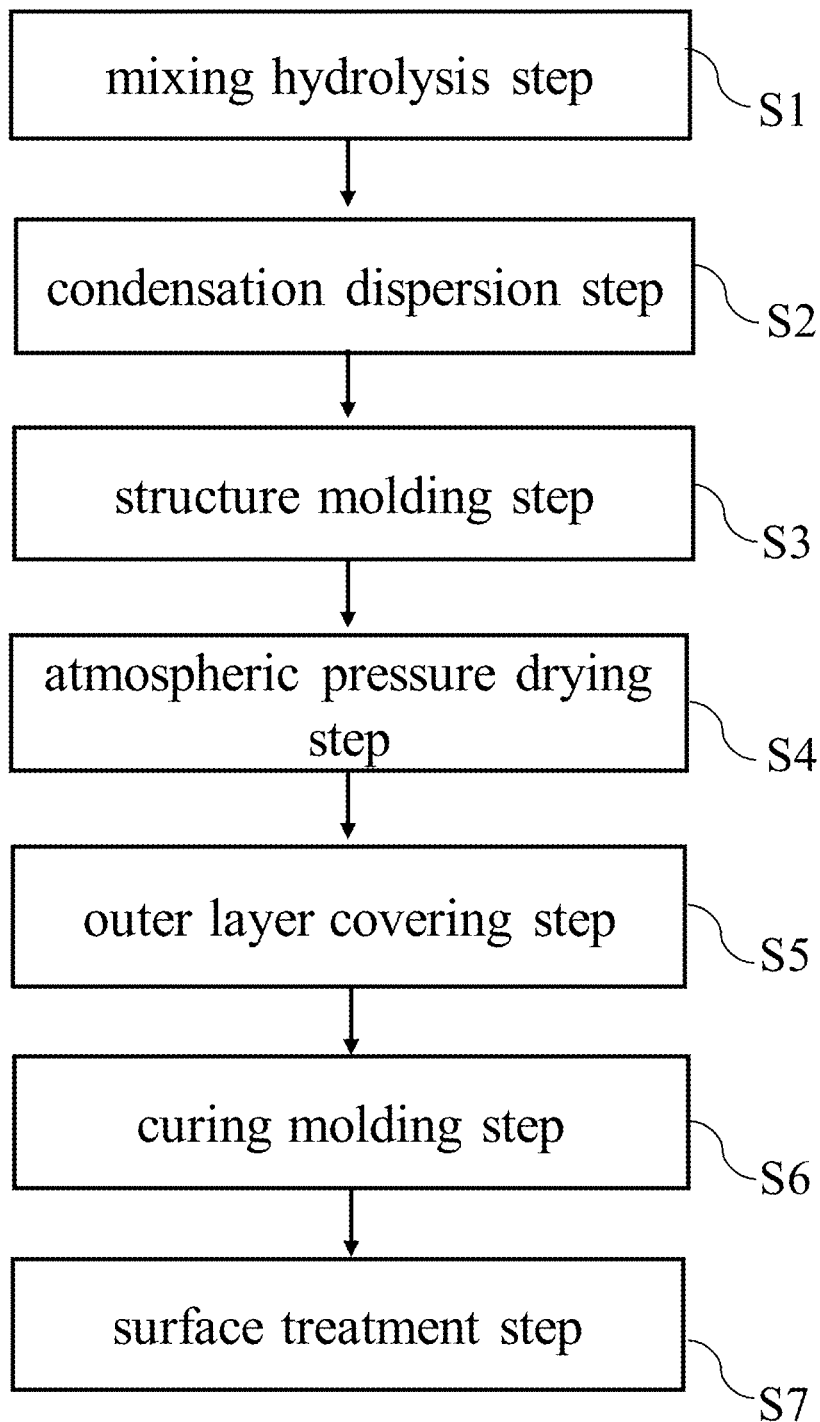 mixing hydrolysis step
S1
condensation dispersion step
S2
structure molding step
S3
atmospheric pressure drying
step
S4
outer layer covering step
S5
curing molding step
S6
surface treatment step
S7